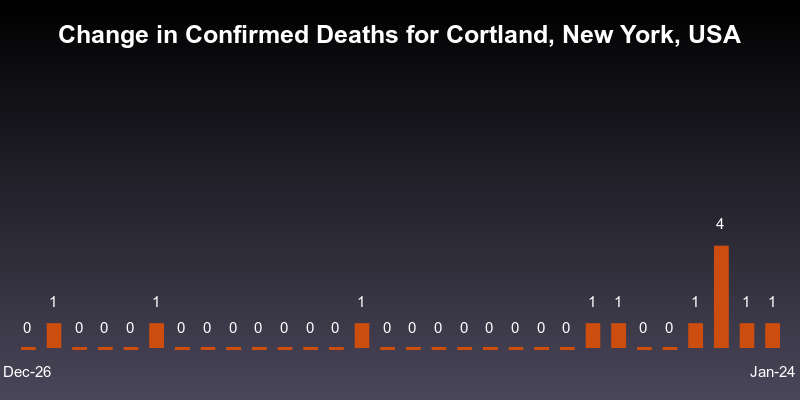 Change in Confirmed Deaths for Cortland, New York, USA
4
1 1 1 1 1 1 1 1
0 0 0 0 0 0 0 0 0 0 0 0 0 0 0 0 0 0 0 0 0
Dec-26 Jan-24